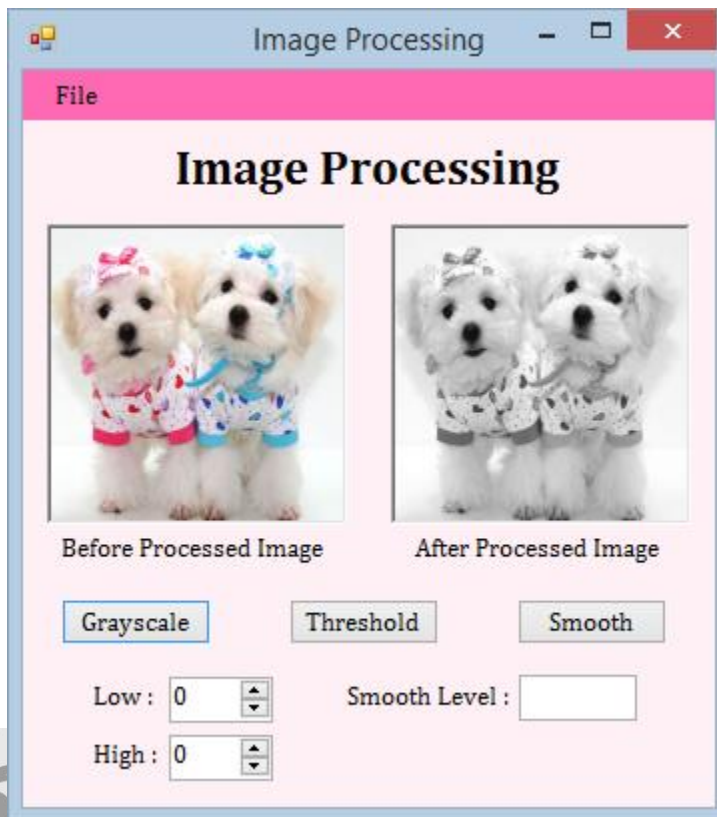 Image Processing
File
Image Processing
Before Processed Image
After Processed Image
Grayscale
Threshold
Smooth
Low : 0
Smooth Level :
High : 0